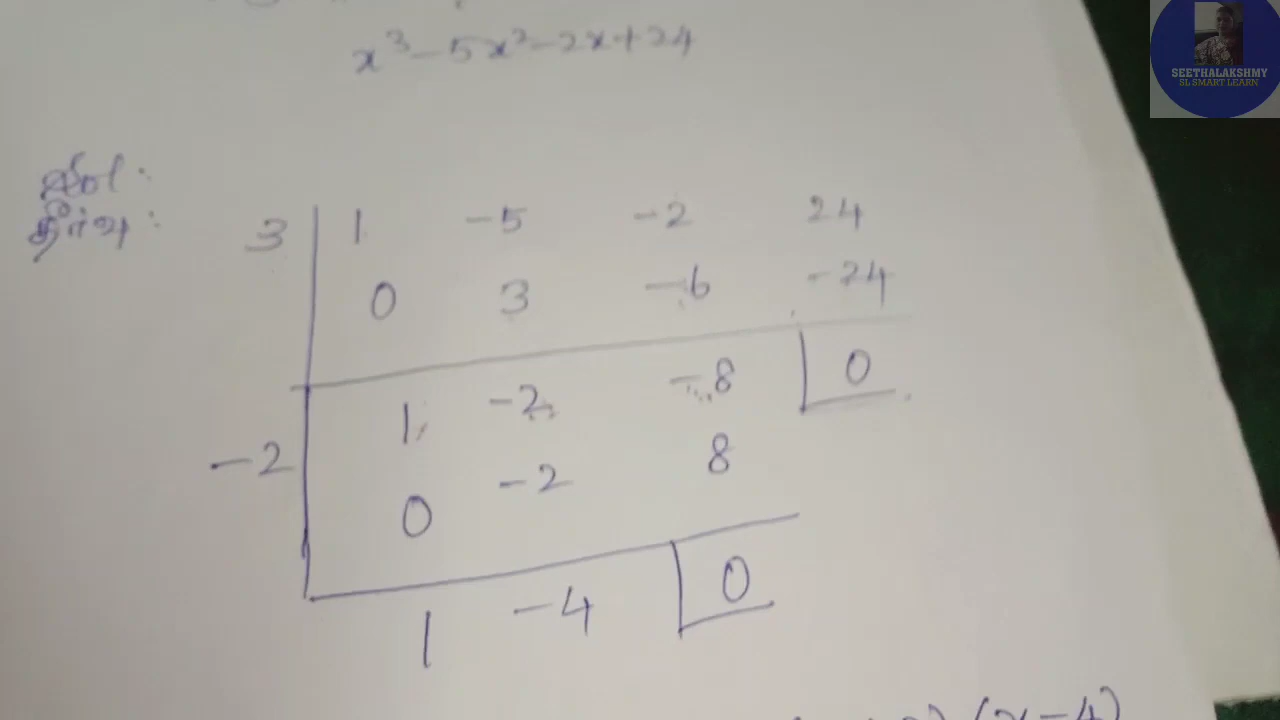 x³-5x²-2x+24
தீர்வு:
3 1 -5 -2 24
0 3 -6 -24
1 -2 -8 0
-2
0 -2 8
1 -4 0
(x-4)
SEETHALAKSHMY
SL SMART LEARN